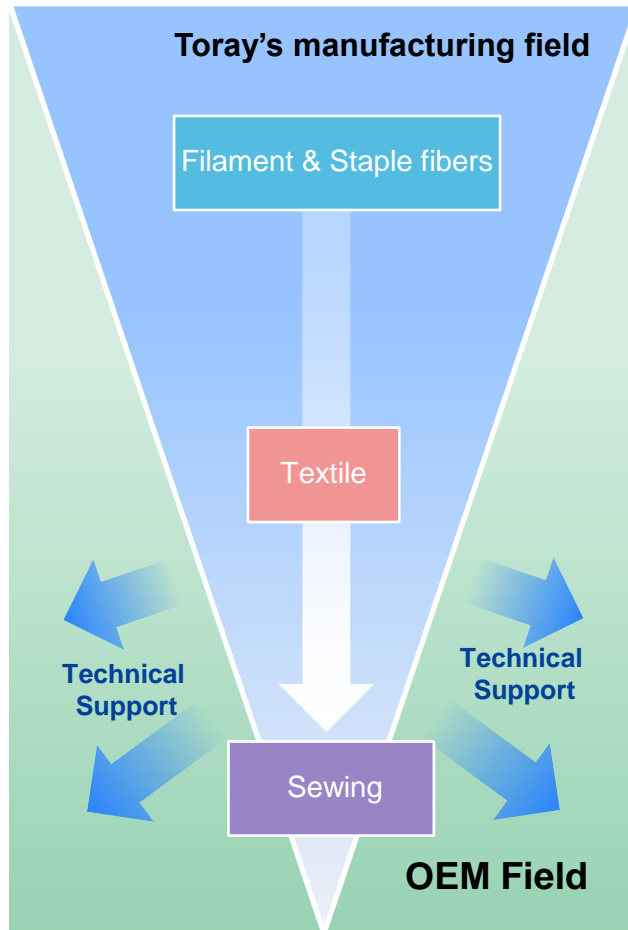 Toray’s manufacturing field
Filament & Staple fibers
Textile
Technical
Support
Technical
Support
Sewing
OEM Field